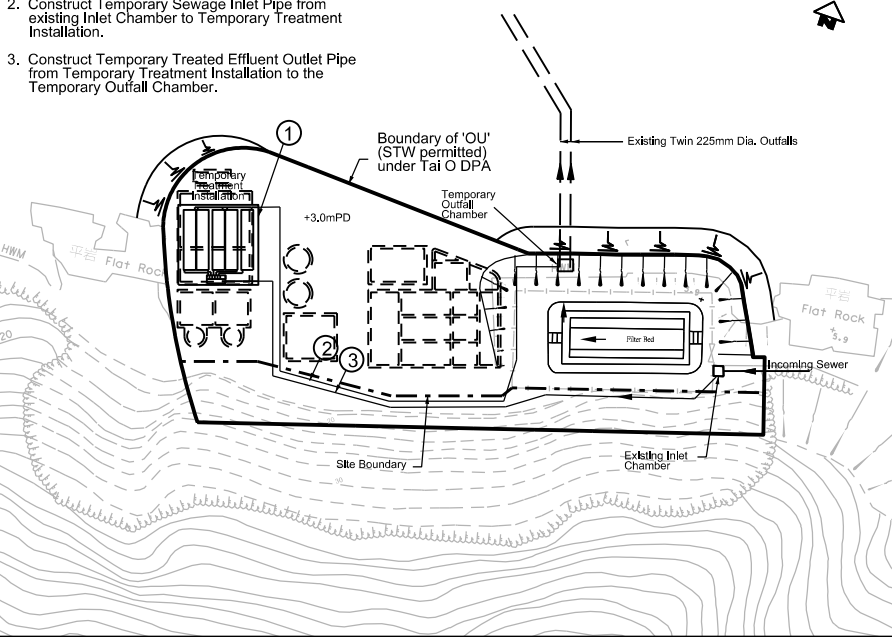 2. Construct Temporary Sewage Inlet Pipe from
existing Inlet Chamber to Temporary Treatment
Installation.
3. Construct Temporary Treated Effluent Outlet Pipe
from Temporary Treatment Installation to the
Temporary Outfall Chamber.
1
Boundary of 'OU'
(STW permitted)
under Tai O DPA
Existing Twin 225mm Dia. Outfalls
Temporary
Treatment
Installation
Temporary
Outfall
Chamber
+3.0mPD
HWM
平岩
Flat Rock
平岩
Flat Rock
+
5.9
20
Filter Bed
2
3
Incoming Sewer
Site Boundary
Existing Inlet
Chamber